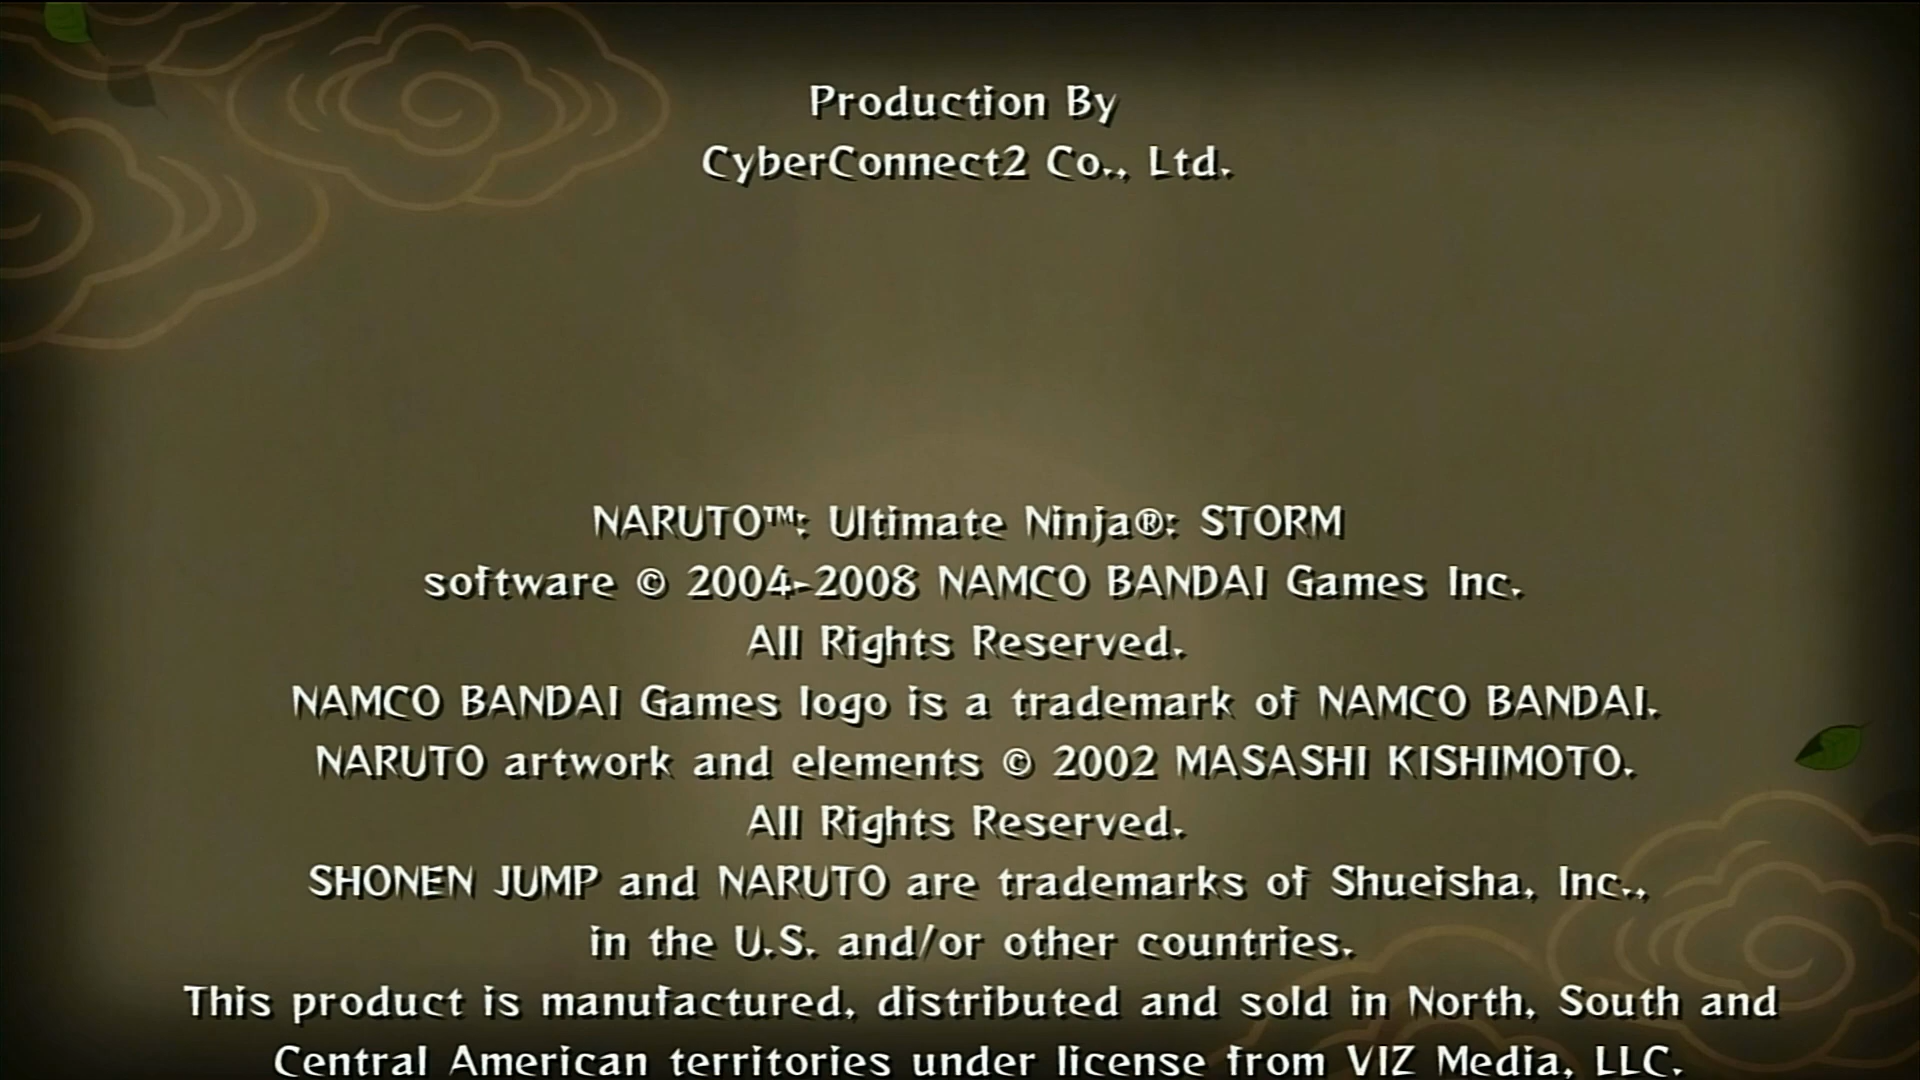 Production By
CyberConnect2 Co., Ltd.
NARUTO™: Ultimate Ninja®: STORM
software © 2004-2008 NAMCO BANDAI Games Inc.
All Rights Reserved.
NAMCO BANDAI Games logo is a trademark of NAMCO BANDAI.
NARUTO artwork and elements © 2002 MASASHI KISHIMOTO.
All Rights Reserved.
SHONEN JUMP and NARUTO are trademarks of Shueisha, Inc.,
in the U.S. and/or other countries.
This product is manufactured, distributed and sold in North, South and
Central American territories under license from VIZ Media, LLC.